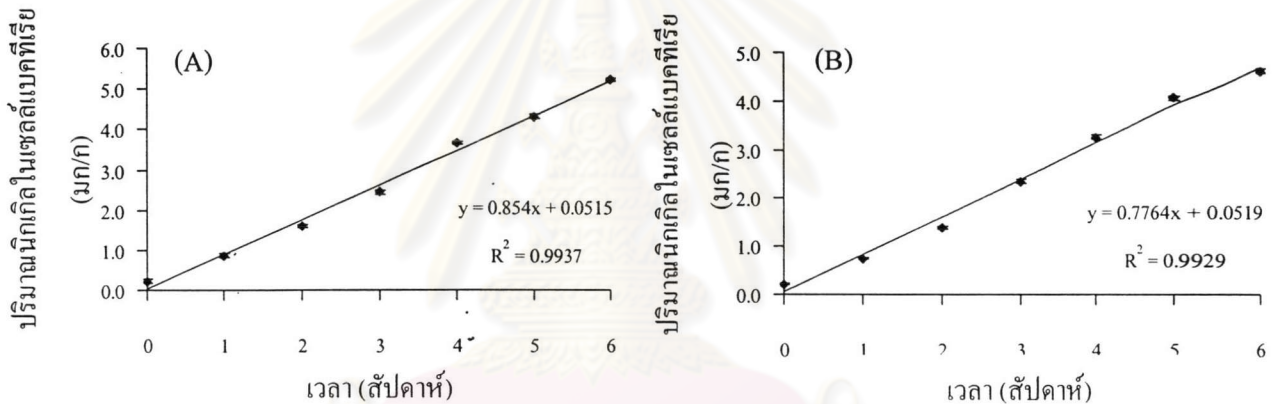 ปริมาณนิกเกิลในเซลล์แบคทีเรีย
(มก/ก)
(A)
6.0
5.0
4.0
3.0
2.0
1.0
0.0
y = 0.854x + 0.0515
R² = 0.9937
0 1 2 3 4 5 6
เวลา (สัปดาห์)
ปริมาณนิกเกิลในเซลล์แบคทีเรีย
(มก/ก)
(B)
5.0
4.0
3.0
2.0
1.0
0.0
y = 0.7764x + 0.0519
R² = 0.9929
0 1 2 3 4 5 6
เวลา (สัปดาห์)